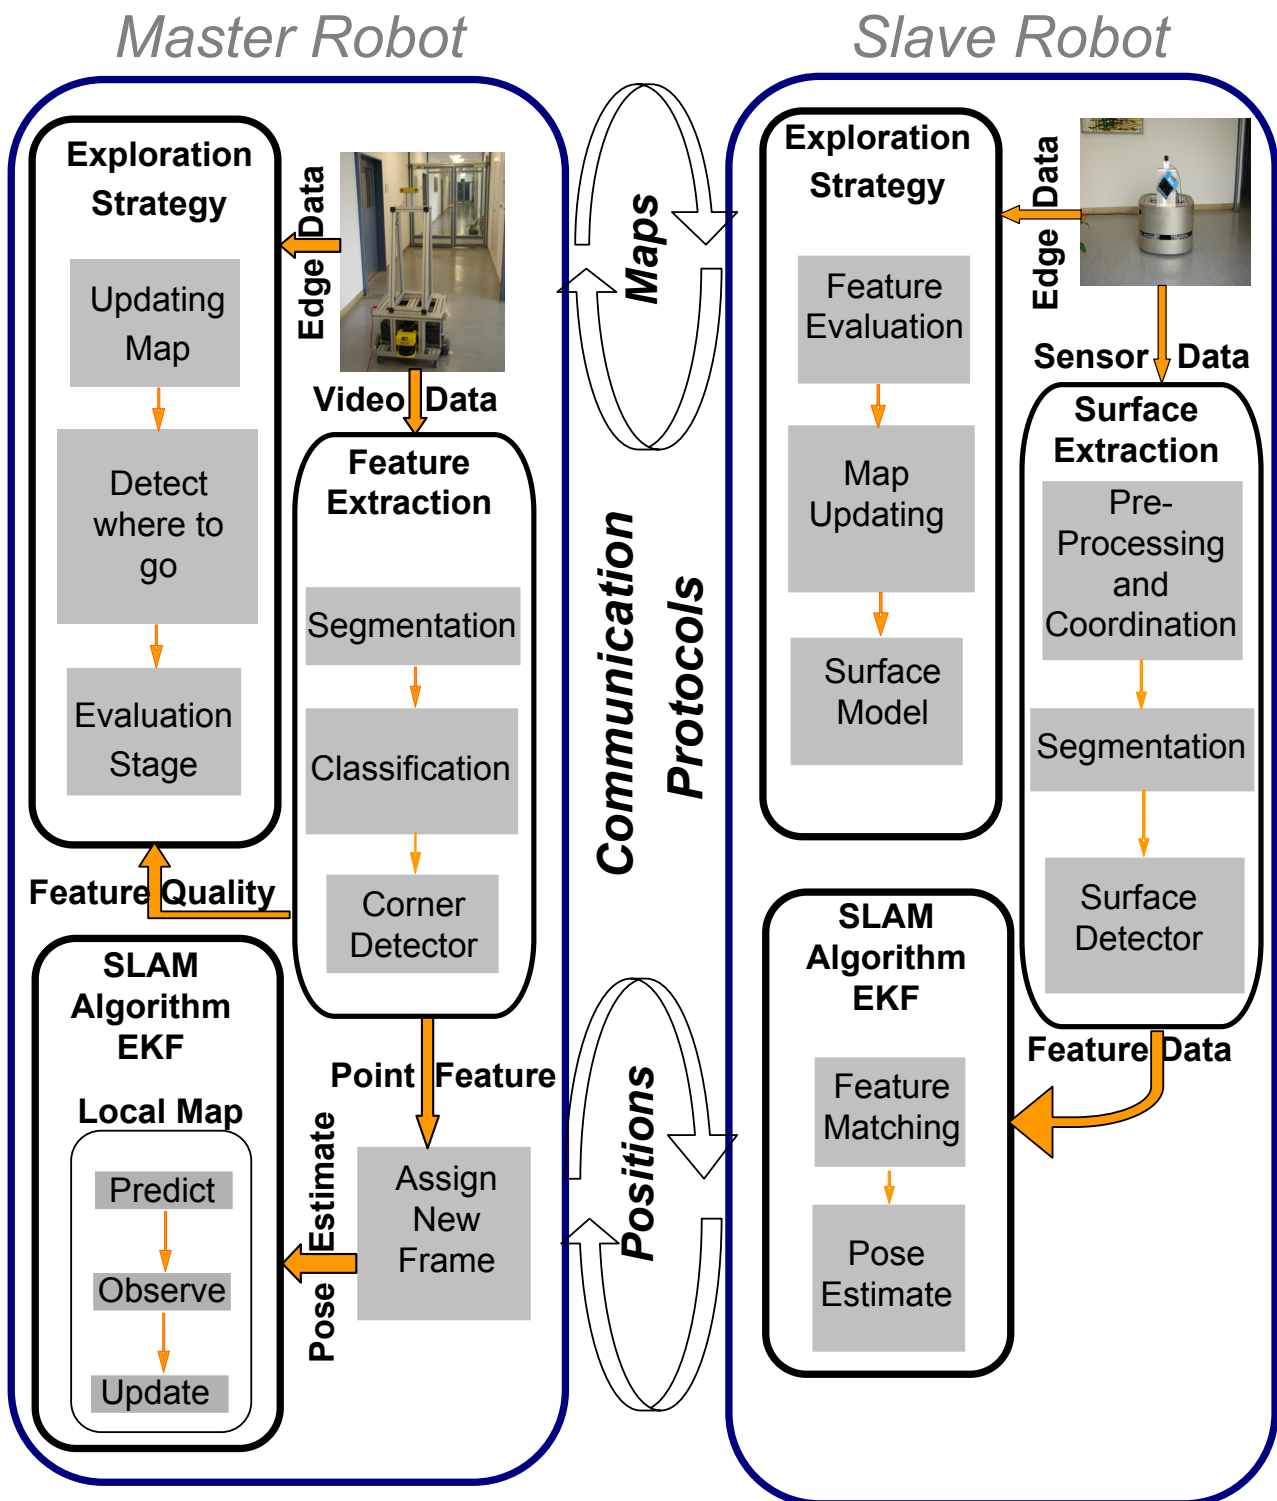 Master Robot
Slave Robot
Exploration
Strategy
Updating
Map
Detect
where to
go
Evaluation
Stage
Edge Data
Video Data
Feature
Extraction
Segmentation
Classification
Corner
Detector
Feature Quality
SLAM
Algorithm
EKF
Local Map
Predict
Observe
Update
Point Feature
Assign
New
Frame
Pose Estimate
Maps
Communication
Protocols
Positions
Exploration
Strategy
Feature
Evaluation
Map
Updating
Surface
Model
Edge Data
Sensor Data
Surface
Extraction
Pre-
Processing
and
Coordination
Segmentation
Surface
Detector
Feature Data
SLAM
Algorithm
EKF
Feature
Matching
Pose
Estimate